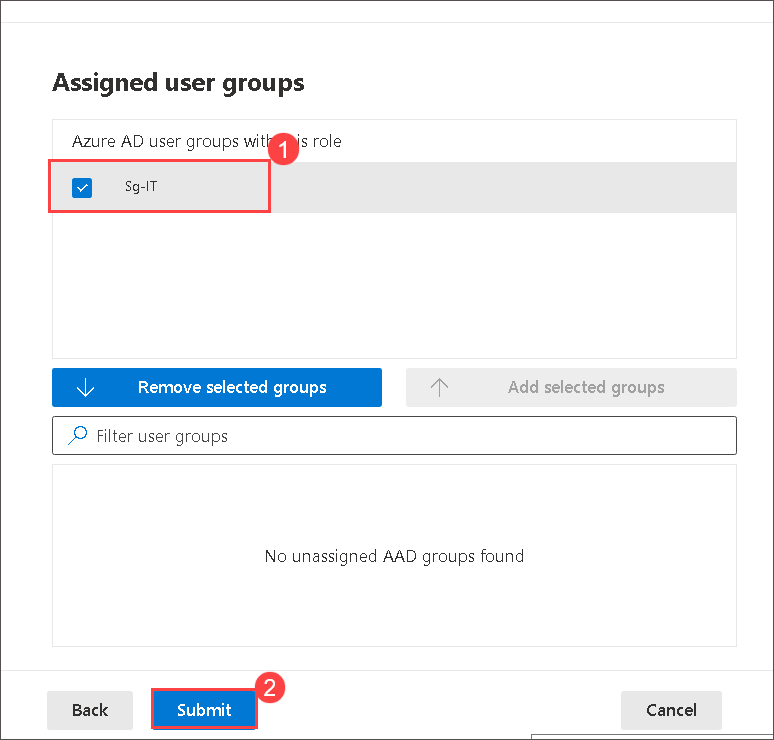 Assigned user groups
Azure AD user groups with is role
1
Sg-IT
Remove selected groups
Add selected groups
Filter user groups
No unassigned AAD groups found
2
Back
Submit
Cancel